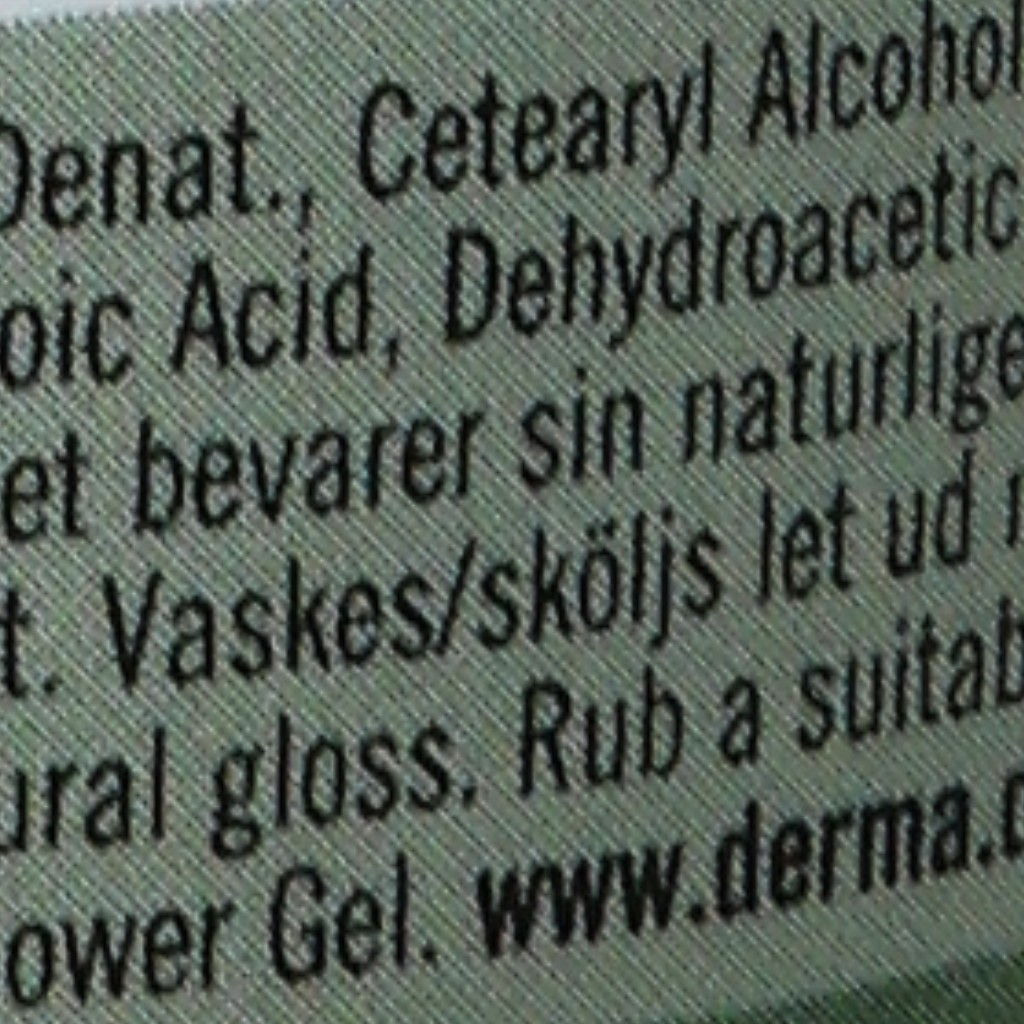 Denat., Cetearyl Alcohol
oic Acid, Dehydroacetic
et bevarer sin naturlige
t. Vaskes/sköljs let ud
ural gloss. Rub a suitab
ower Gel. www.derma.d